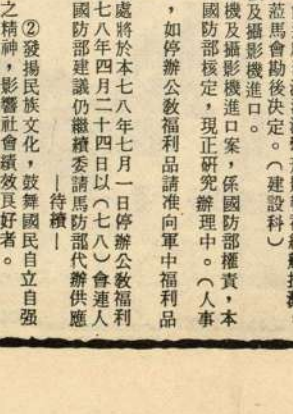 蒞馬會勘後決定。（建設科）
及攝影機進口。
機及攝影機進口案，係國防部權責，本
國防部核定，現正研究辦理中。（人事
，如停辦公教福利品請准向軍中福利品
處將於本七八年七月一日停辦公教福利
七八年四月二十四日以（七八）會連人
國防部建議仍繼續委請馬防部代辦供應
—待續—
②發揚民族文化，鼓舞國民自立自强
之精神，影響社會績效良好者。